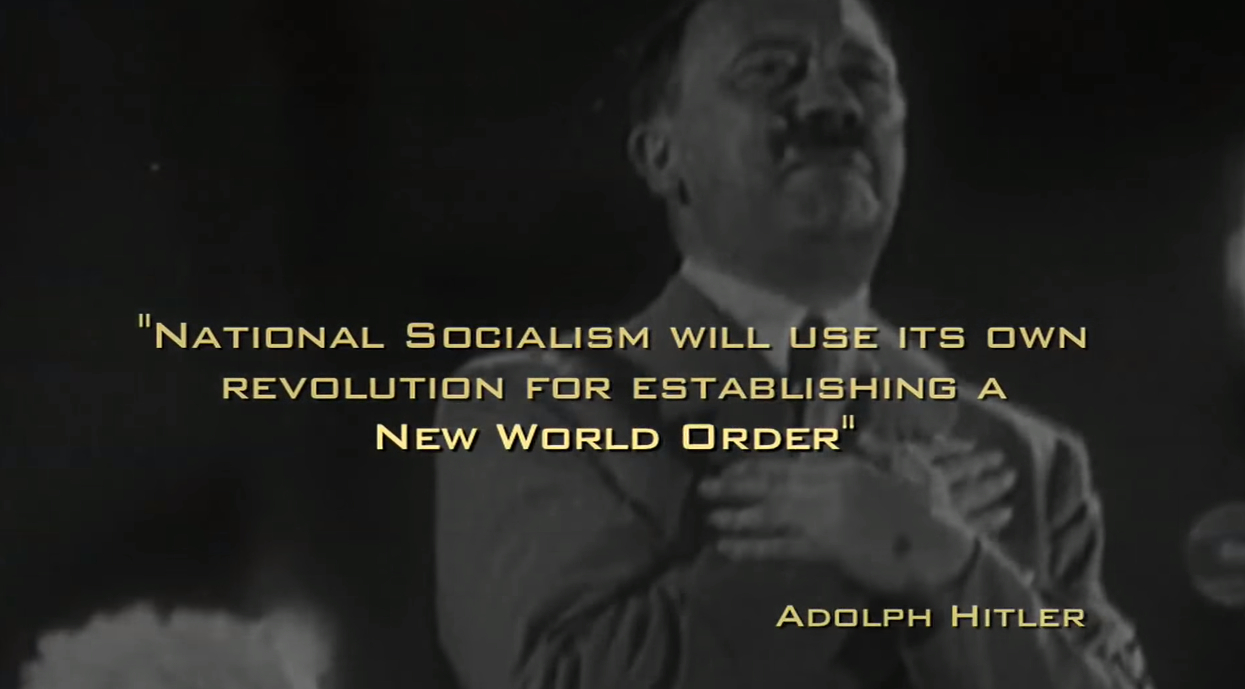 "National Socialism will use its own
revolution for establishing a
New World Order"
Adolph Hitler